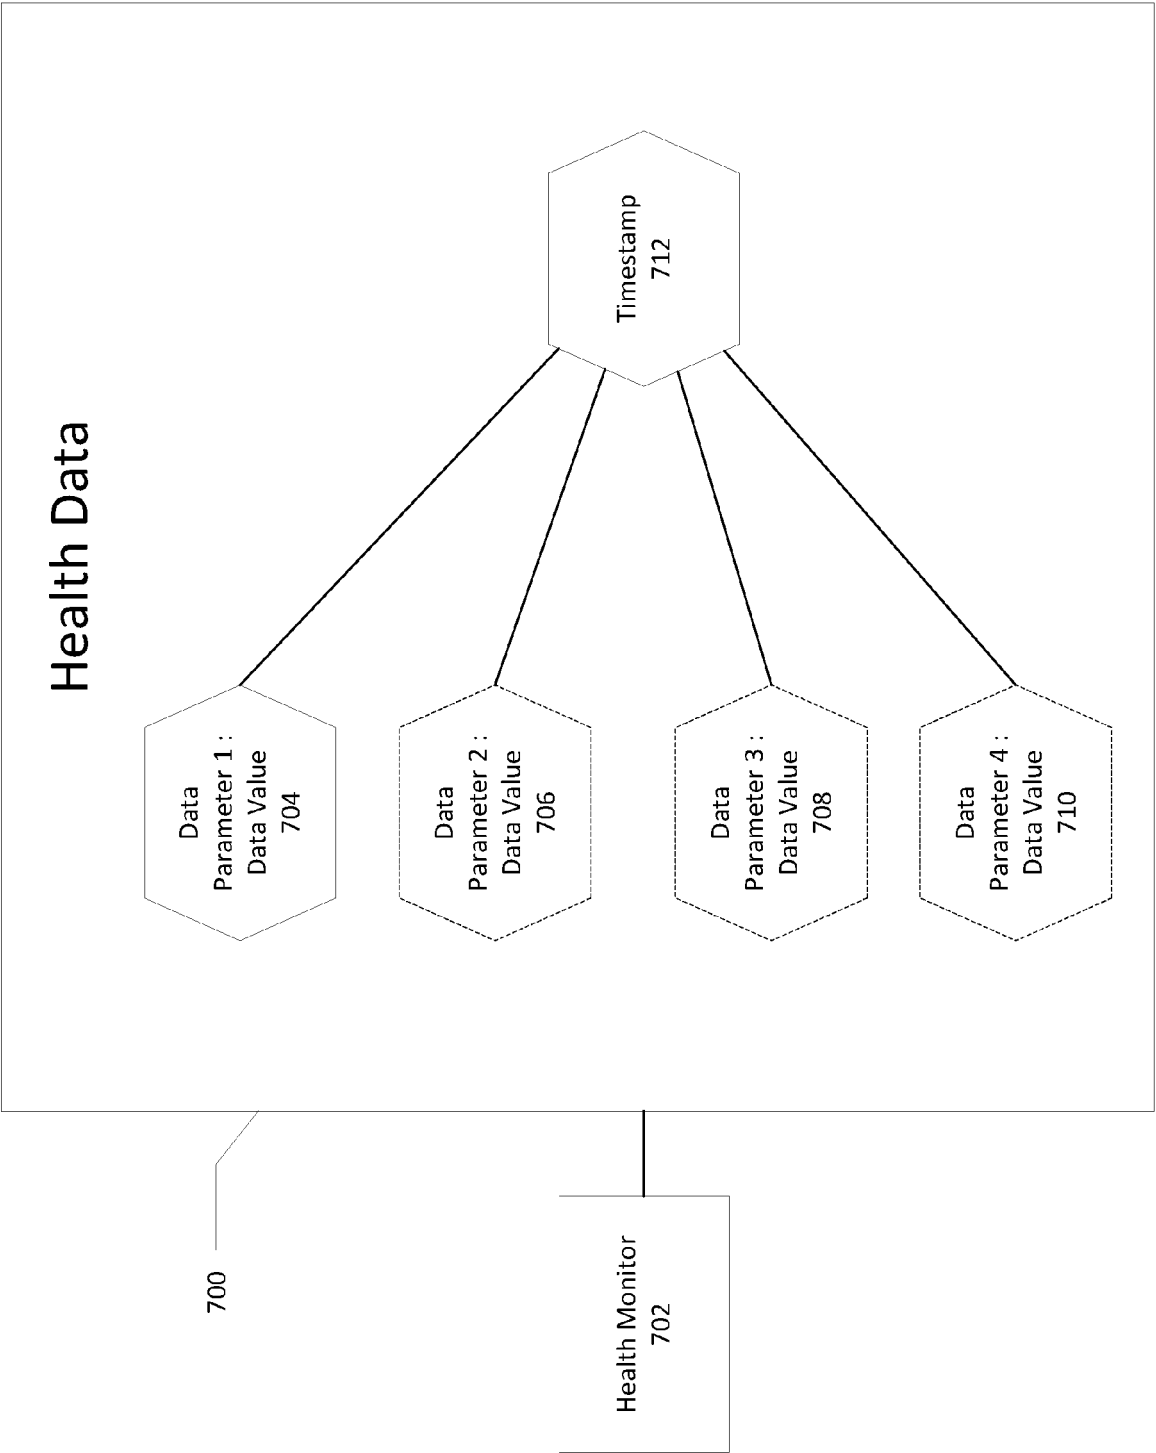 Health Data
700
Health Monitor
702
Data
Parameter 1 :
Data Value
704
Data
Parameter 2 :
Data Value
706
Data
Parameter 3 :
Data Value
708
Data
Parameter 4 :
Data Value
710
Timestamp
712